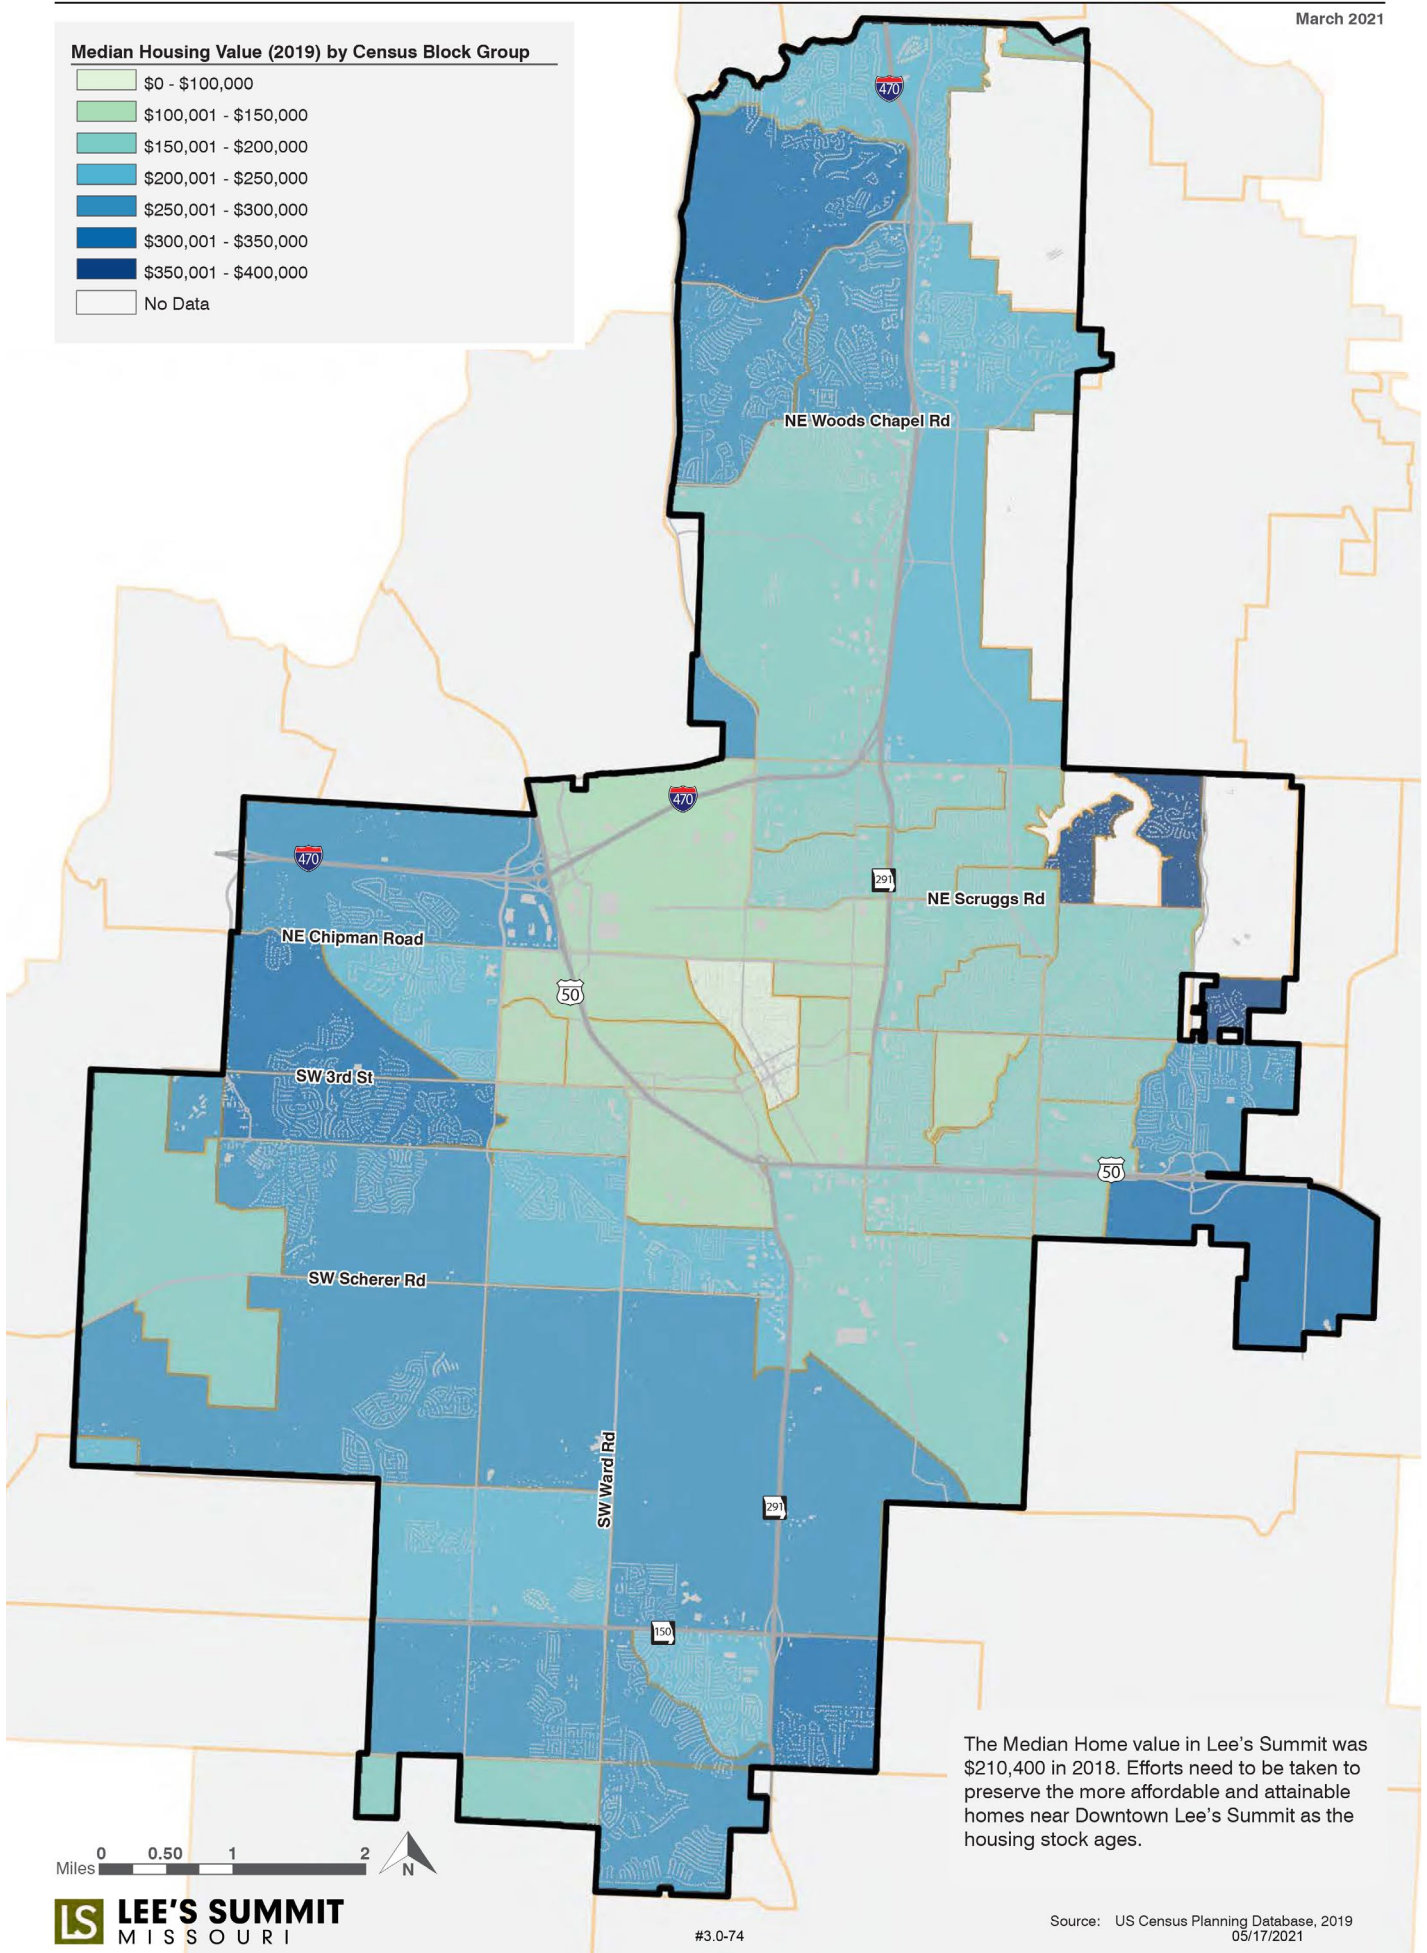 March 2021
Median Housing Value (2019) by Census Block Group
$0 - $100,000
$100,001 - $150,000
$150,001 - $200,000
$200,001 - $250,000
$250,001 - $300,000
$300,001 - $350,000
$350,001 - $400,000
No Data
470
NE Woods Chapel Rd
470
470
291
NE Scruggs Rd
NE Chipman Road
50
SW 3rd St
50
SW Scherer Rd
SW Ward Rd
291
150
The Median Home value in Lee's Summit was
$210,400 in 2018. Efforts need to be taken to
preserve the more affordable and attainable
homes near Downtown Lee's Summit as the
housing stock ages.
0 0.50 1 2
Miles
N
LS
LEE'S SUMMIT
MISSOURI
#3.0-74
Source: US Census Planning Database, 2019
05/17/2021